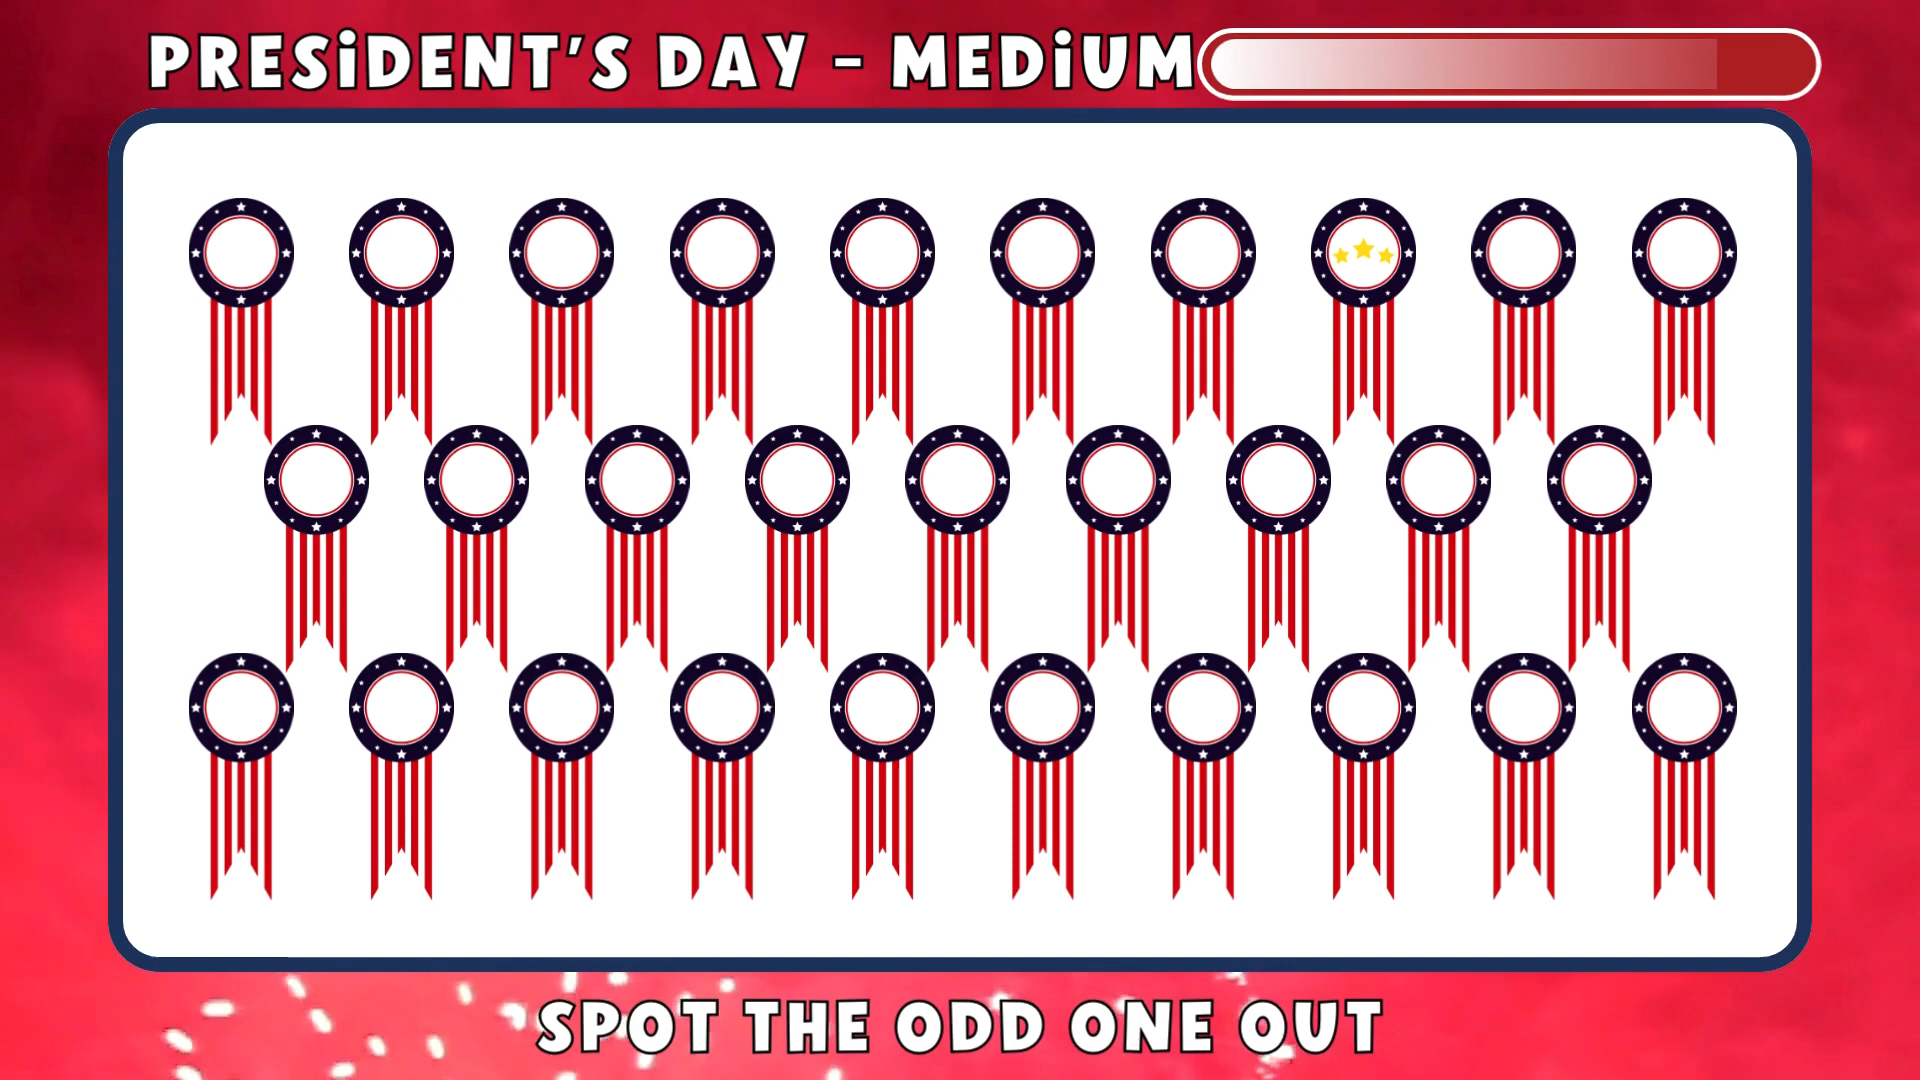 PRESiDENT'S DAY - MEDiUM
SPOT THE ODD ONE OUT